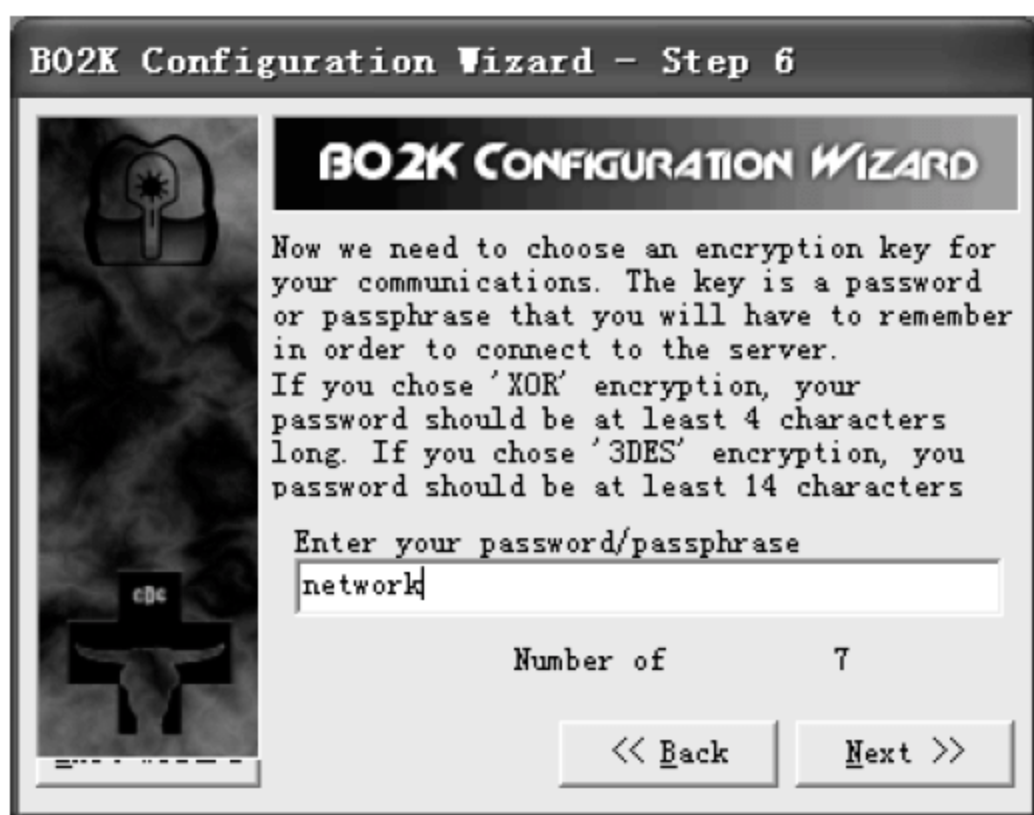 BO2K Configuration Wizard - Step 6
BO2K CONFIGURATION WIZARD
Now we need to choose an encryption key for
your communications. The key is a password
or passphrase that you will have to remember
in order to connect to the server.
If you chose 'XOR' encryption, your
password should be at least 4 characters
long. If you chose '3DES' encryption, you
password should be at least 14 characters
Enter your password/passphrase
network
cDc
Number of 7
<< Back Next >>